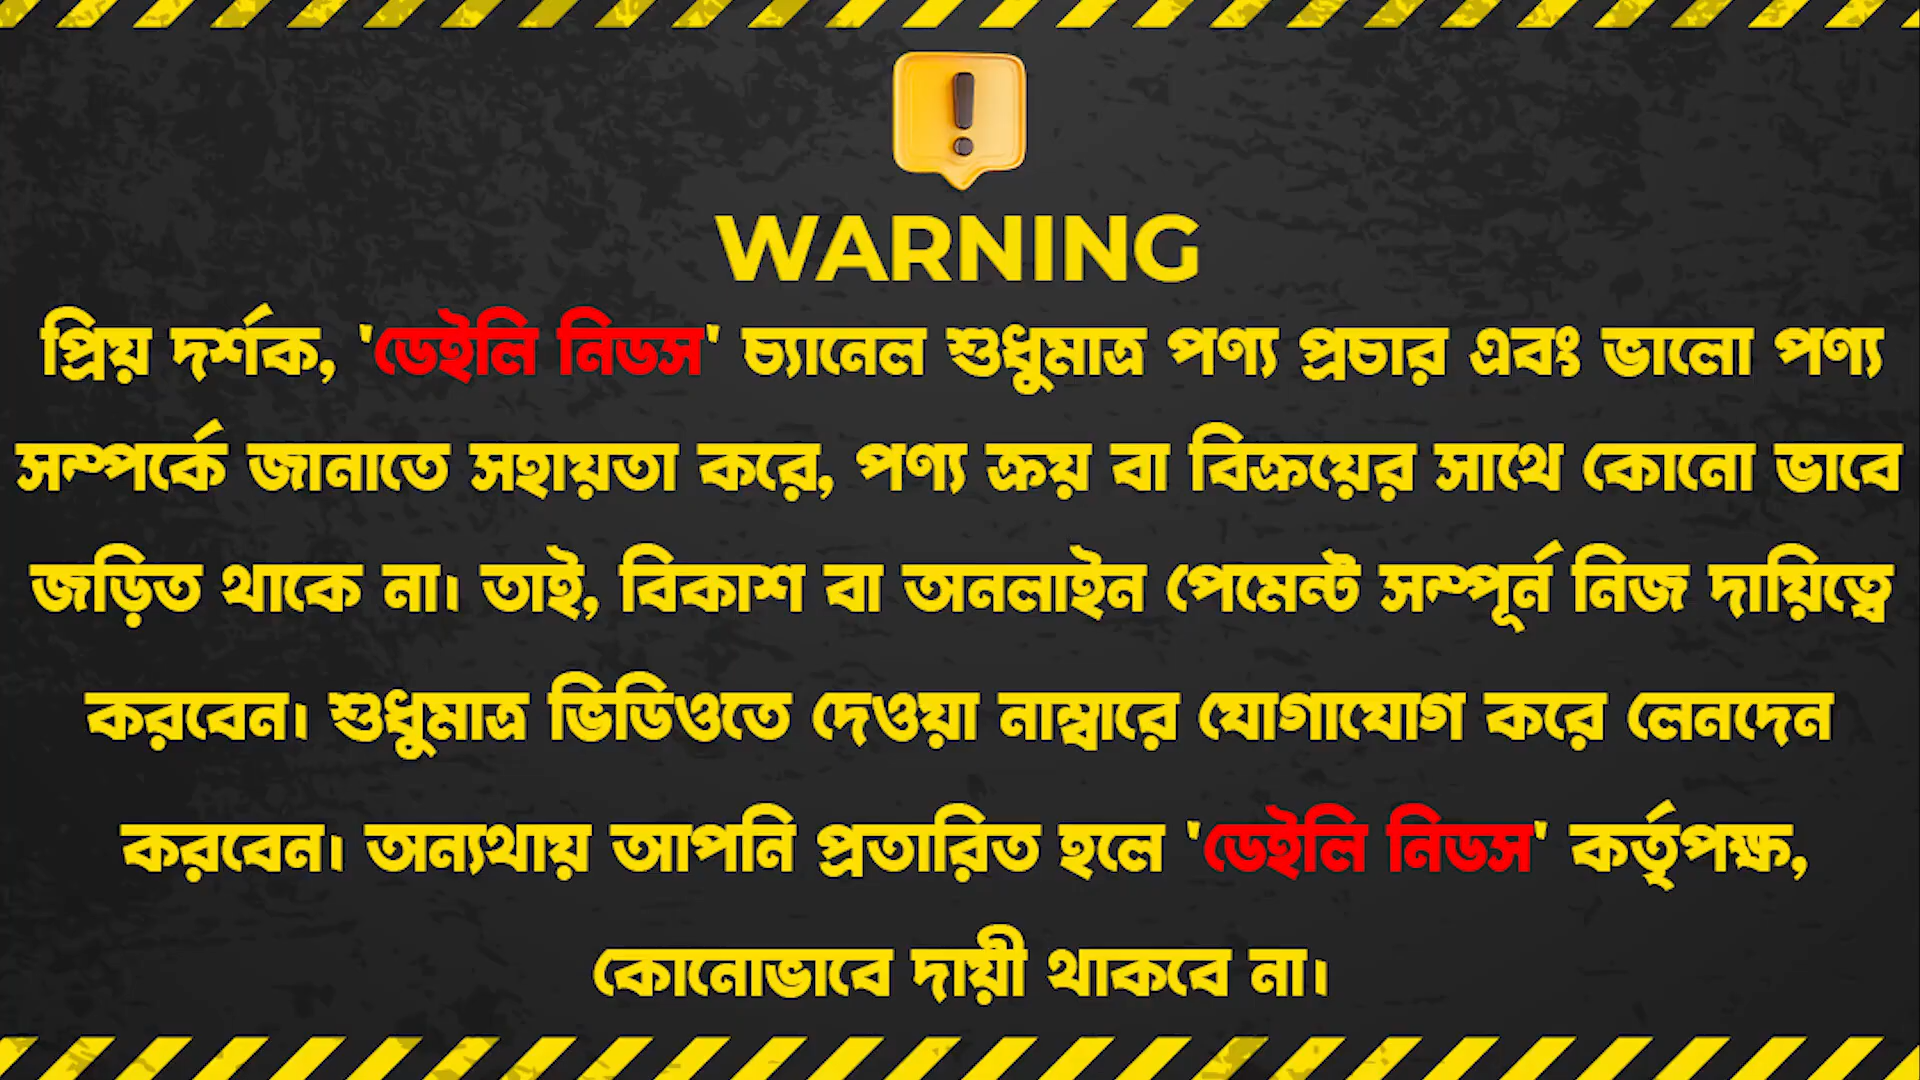 WARNING
প্রিয় দর্শক, 'ডেইলি নিডস' চ্যানেল শুধুমাত্র পণ্য প্রচার এবং ভালো পণ্য
সম্পর্কে জানাতে সহায়তা করে, পণ্য ক্রয় বা বিক্রয়ের সাথে কোনো ভাবে
জড়িত থাকে না। তাই, বিকাশ বা অনলাইন পেমেন্ট সম্পূর্ন নিজ দায়িত্বে
করবেন। শুধুমাত্র ভিডিওতে দেওয়া নাম্বারে যোগাযোগ করে লেনদেন
করবেন। অন্যথায় আপনি প্রতারিত হলে 'ডেইলি নিডস' কর্তৃপক্ষ,
কোনোভাবে দায়ী থাকবে না।